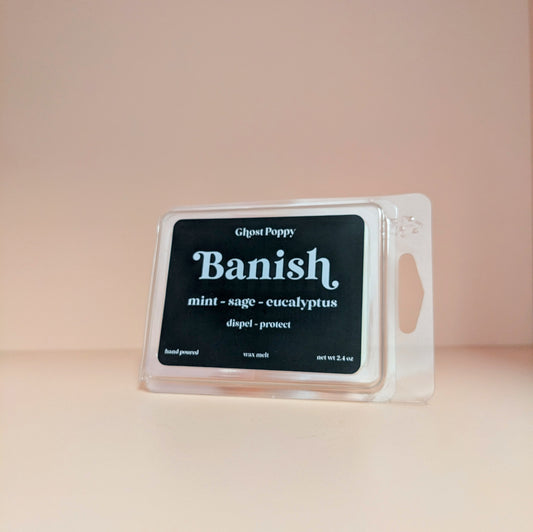 Ghost Poppy
Banish
mint - sage - eucalyptus
dispel - protect
hand poured wax melt net wt 2.4 oz